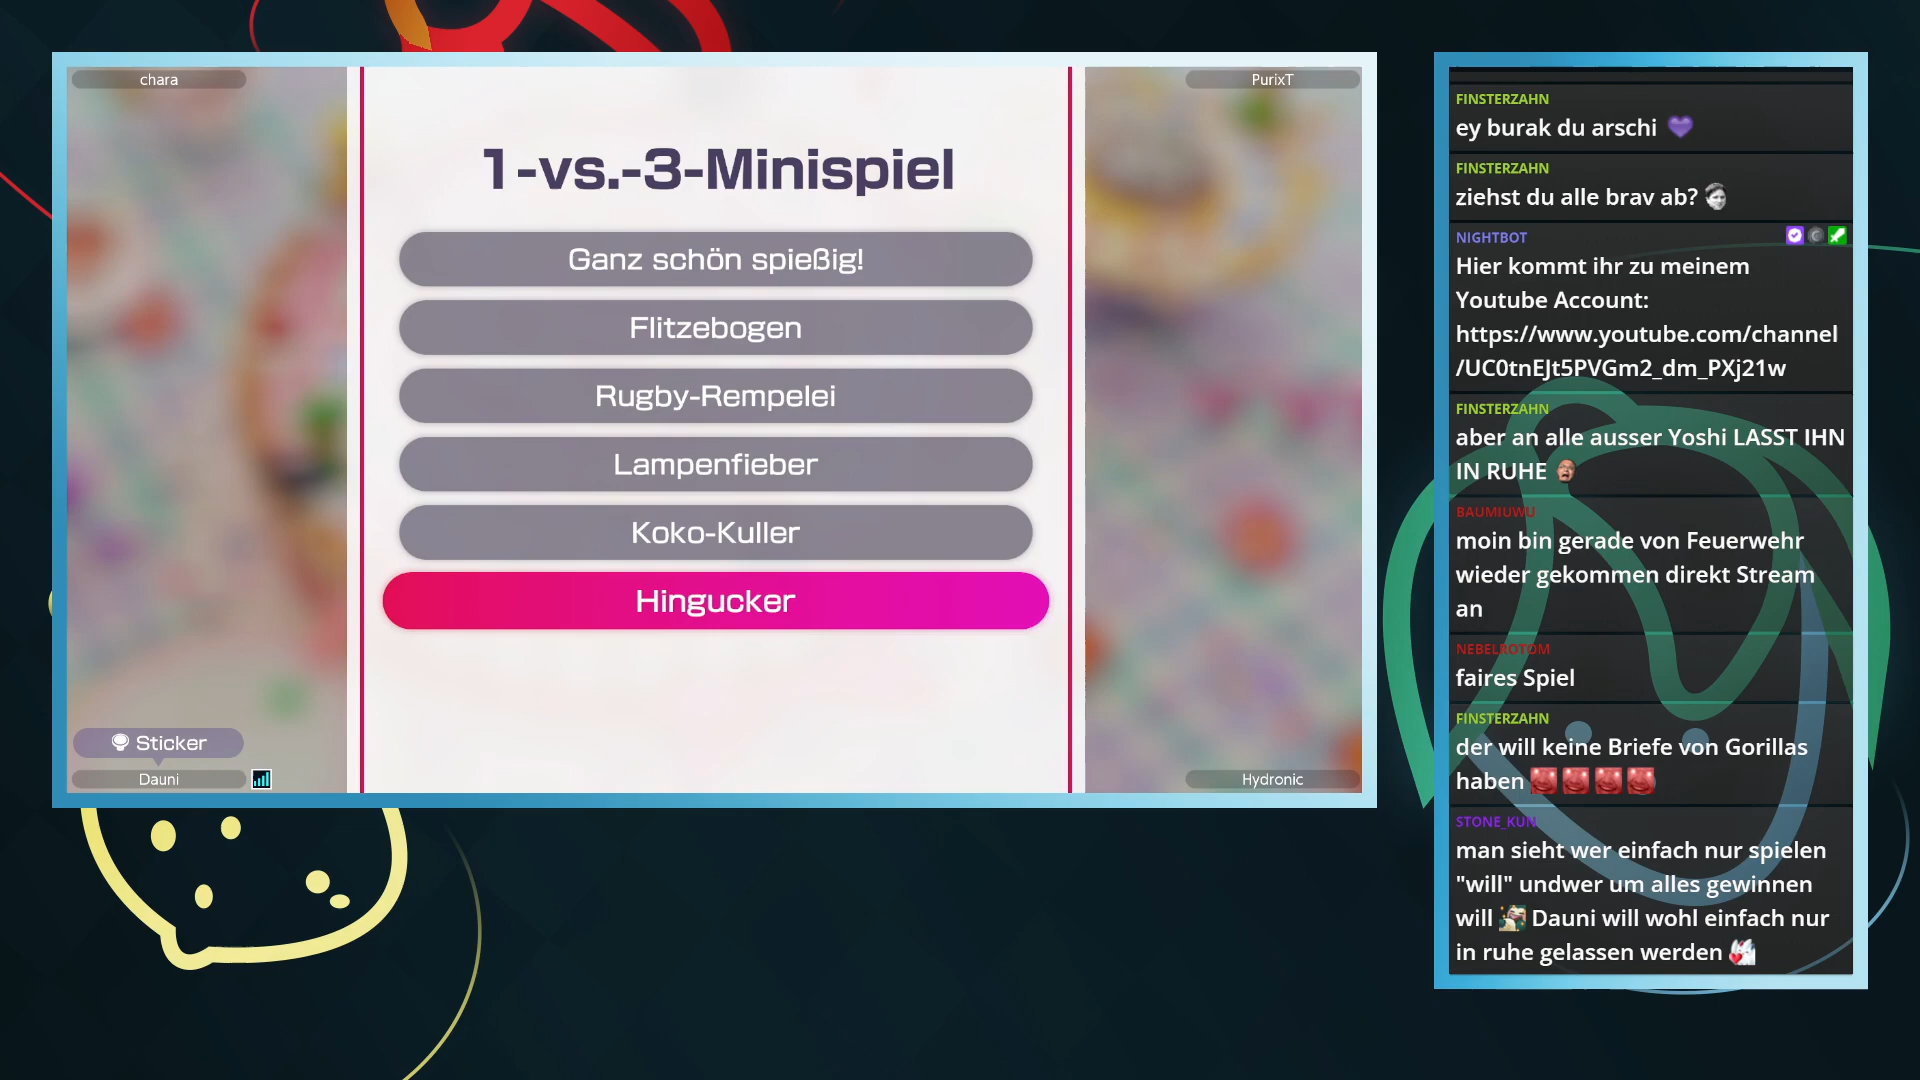 chara
PurixT
1-vs.-3-Minispiel
Ganz schön spießig!
Flitzebogen
Rugby-Rempelei
Lampenfieber
Koko-Kuller
Hingucker
Sticker
Dauni
Hydronic
FINSTERZAHN
ey burak du arschi
FINSTERZAHN
ziehst du alle brav ab?
NIGHTBOT
Hier kommt ihr zu meinem
Youtube Account:
https://www.youtube.com/channel
/UC0tnEJt5PVGm2_dm_PXj21w
FINSTERZAHN
aber an alle ausser Yoshi LASST IHN
IN RUHE
BAUMIUWU
moin bin gerade von Feuerwehr
wieder gekommen direkt Stream
an
NEBELROTOM
faires Spiel
FINSTERZAHN
der will keine Briefe von Gorillas
haben
STONE_KUN
man sieht wer einfach nur spielen
"will" undwer um alles gewinnen
will Dauni will wohl einfach nur
in ruhe gelassen werden